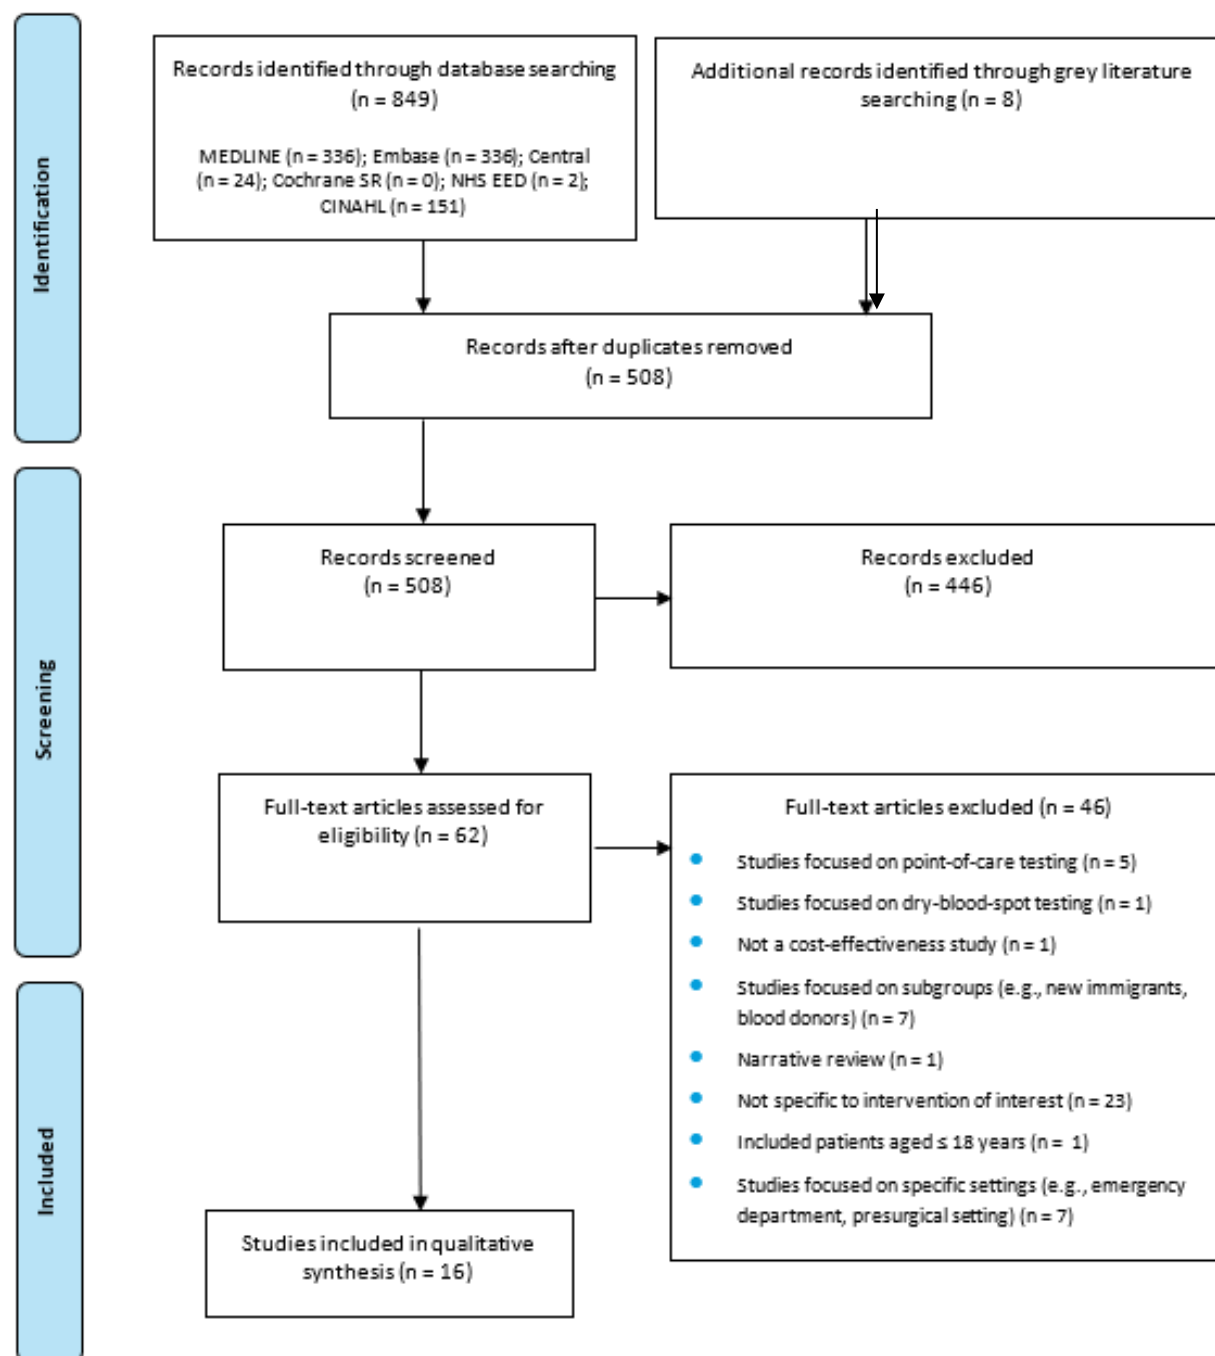 Identification
Records identified through database searching
(n = 849)
MEDLINE (n = 336); Embase (n = 336); Central
(n = 24); Cochrane SR (n = 0); NHS EED (n = 2);
CINAHL (n = 151)
Additional records identified through grey literature
searching (n = 8)
Records after duplicates removed
(n = 508)
Screening
Records screened
(n = 508)
Records excluded
(n = 446)
Full-text articles assessed for
eligibility (n = 62)
Full-text articles excluded (n = 46)
Studies focused on point-of-care testing (n = 5)
Studies focused on dry-blood-spot testing (n = 1)
Not a cost-effectiveness study (n = 1)
Studies focused on subgroups (e.g., new immigrants,
blood donors) (n = 7)
Narrative review (n = 1)
Not specific to intervention of interest (n = 23)
Included patients aged ≤ 18 years (n = 1)
Studies focused on specific settings (e.g., emergency
department, presurgical setting) (n = 7)
Included
Studies included in qualitative
synthesis (n = 16)